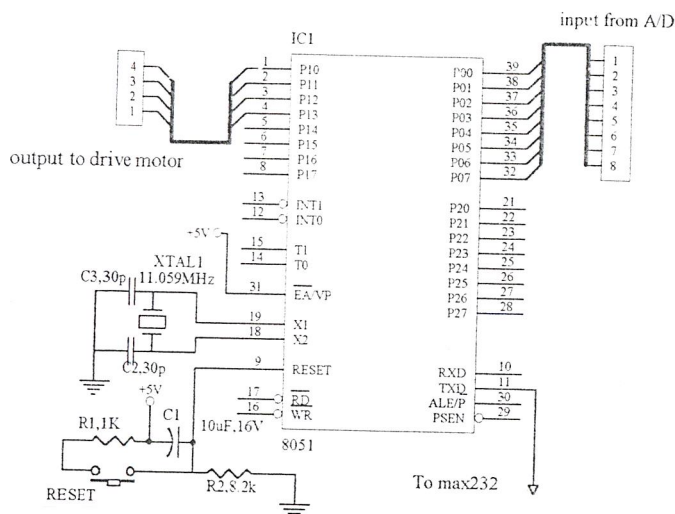 input from A/D
IC1
4
3
2
1
1 P10
2 P11
3 P12
4 P13
5 P14
6 P15
7 P16
8 P17
output to drive motor
P00 39
P01 38
P02 37
P03 36
P04 35
P05 34
P06 33
P07 32
1
2
3
4
5
6
7
8
13 INT1
12 INT0
+5V
15 T1
14 T0
XTAL1
11.059MHz
C3,30p
31 EA/VP
19 X1
18 X2
C2,30p
9 RESET
+5V
17 RD
16 WR
P20 21
P21 22
P22 23
P23 24
P24 25
P25 26
P26 27
P27 28
RXD 10
TXD 11
ALE/P 30
PSEN 29
R1,1K
C1
10uF,16V
8051
RESET
R2,8.2k
To max232